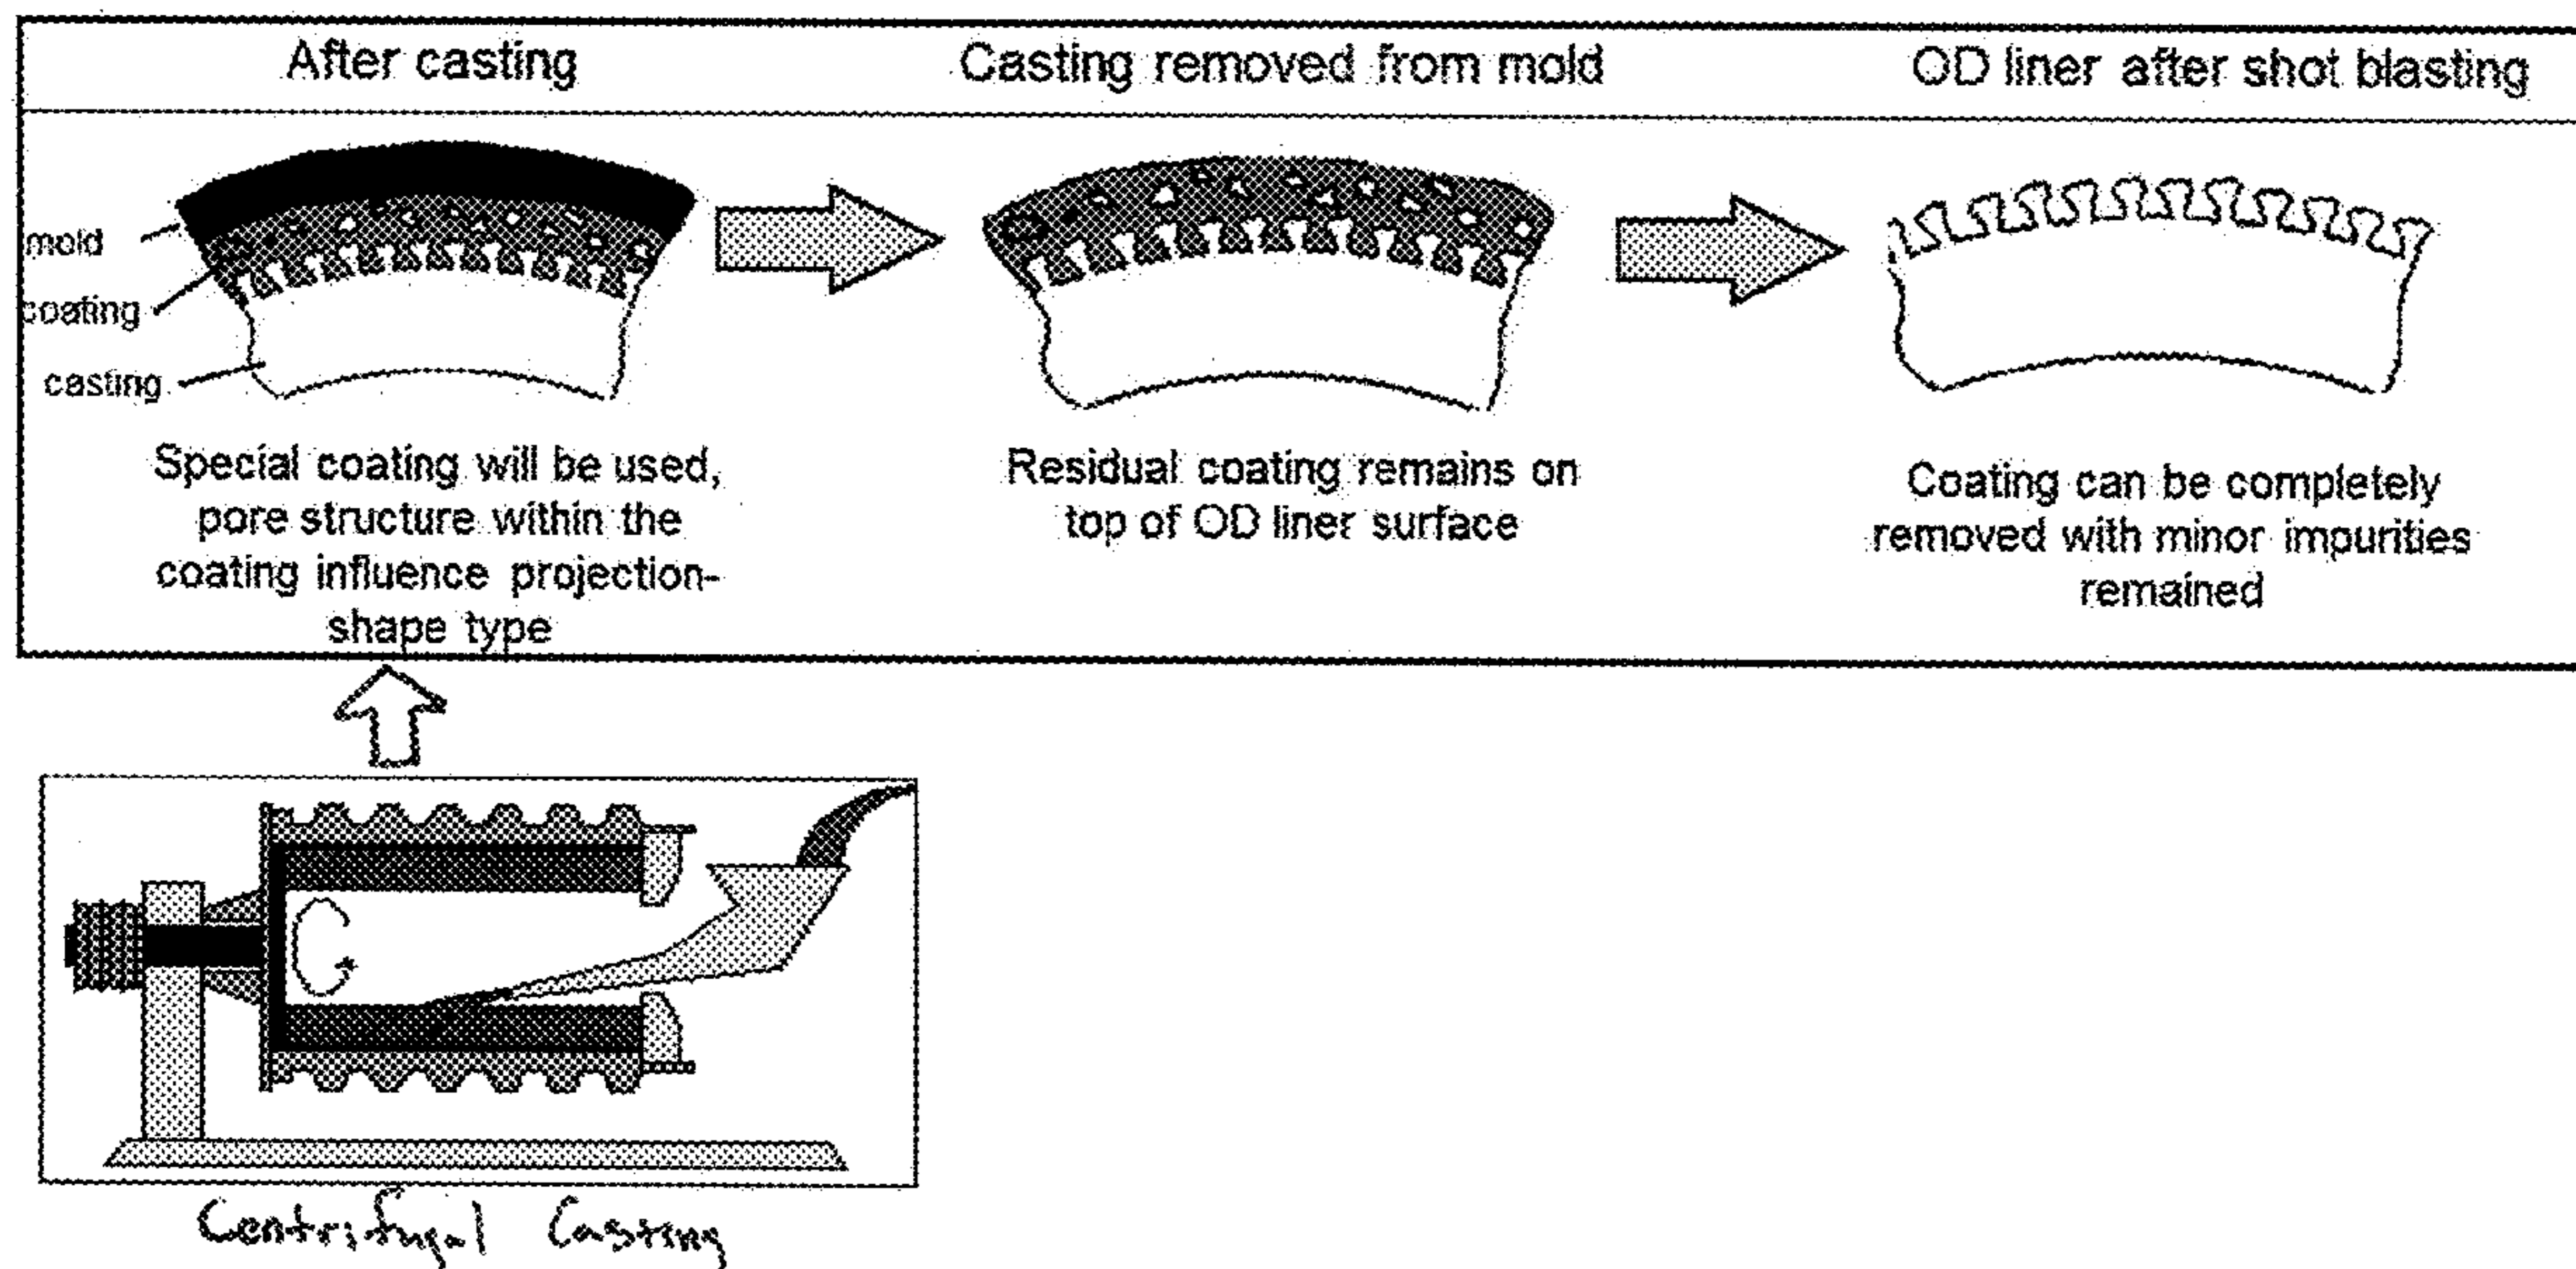 After casting
Casting removed from mold
OD liner after shot blasting
mold
coating
casting
Special coating will be used,
pore structure within the
coating influence projection-
shape type
Residual coating remains on
top of OD liner surface
Coating can be completely
removed with minor impurities
remained
Centrifugal Casting